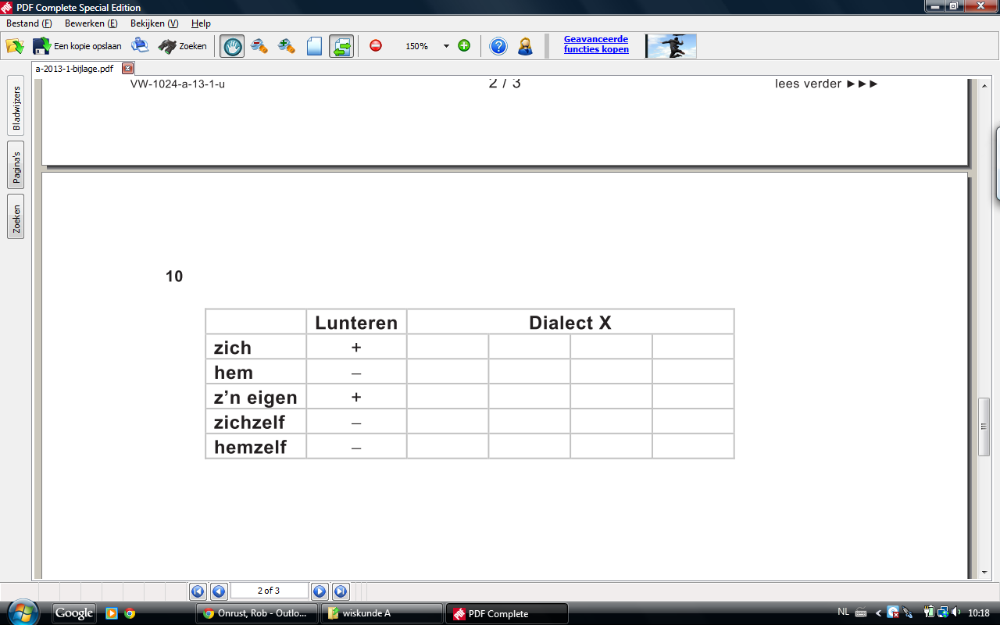 PDF Complete Special Edition
Bestand (F) Bewerken (E) Bekijken (V) Help
Een kopie opslaan Zoeken 150% Geavanceerde
functies kopen
a-2013-1-bijlage.pdf
Bladwijzers
Pagina's
Zoeken
VW-1024-a-13-1-u 2 / 3 lees verder ►►►
10
Lunteren Dialect X
zich +
hem –
z'n eigen +
zichzelf –
hemzelf –
2 of 3
Google Onrust, Rob - Outlo... wiskunde A PDF Complete NL 10:18